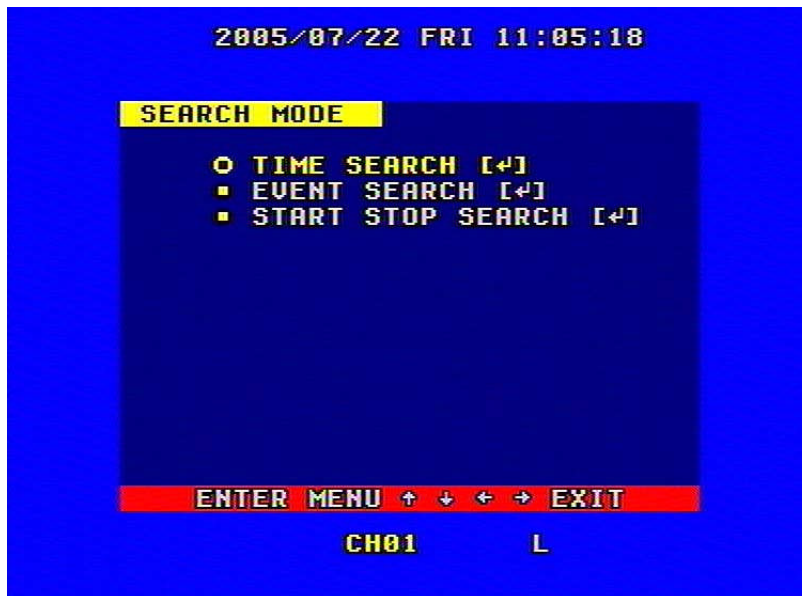 2005/07/22 FRI 11:05:18
SEARCH MODE
TIME SEARCH [↵]
EVENT SEARCH [↵]
START STOP SEARCH [↵]
ENTER MENU ↑ ↓ ← → EXIT
CH01 L